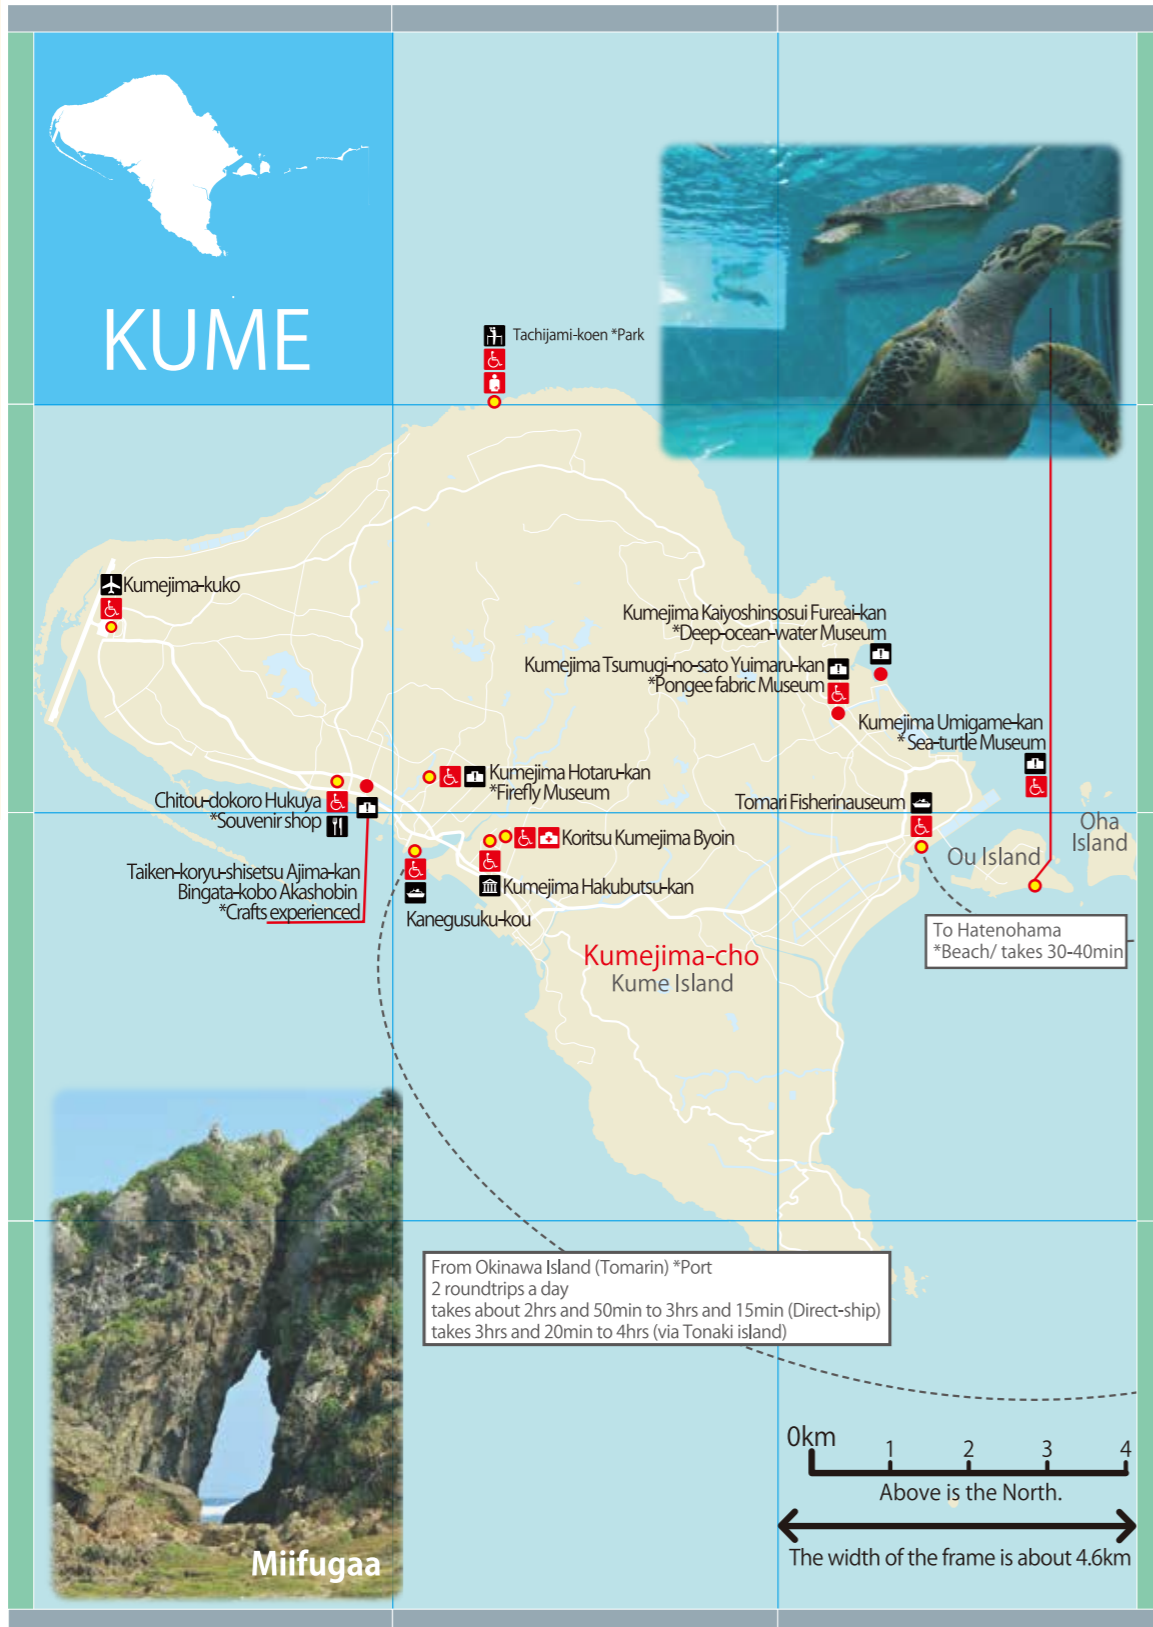 KUME
Tachijami-koen *Park
Kumejima-kuko
Kumejima Kaiyoshinsosui Fureai-kan
*Deep-ocean-water Museum
Kumejima Tsumugi-no-sato Yuimaru-kan
*Pongee fabric Museum
Kumejima Umigame-kan
*Sea-turtle Museum
Kumejima Hotaru-kan
*Firefly Museum
Chitou-dokoro Hukuya
*Souvenir shop
Tomari Fisherinauseum
Oha
Island
Ou Island
Koritsu Kumejima Byoin
Taiken-koryu-shisetsu Ajima-kan
Bingata-kobo Akashobin
*Crafts experienced
Kumejima Hakubutsu-kan
Kanegusuku-kou
To Hatenohama
*Beach/ takes 30-40min
Kumejima-cho
Kume Island
From Okinawa Island (Tomarin) *Port
2 roundtrips a day
takes about 2hrs and 50min to 3hrs and 15min (Direct-ship)
takes 3hrs and 20min to 4hrs (via Tonaki island)
0km 1 2 3 4
Above is the North.
The width of the frame is about 4.6km
Miifugaa